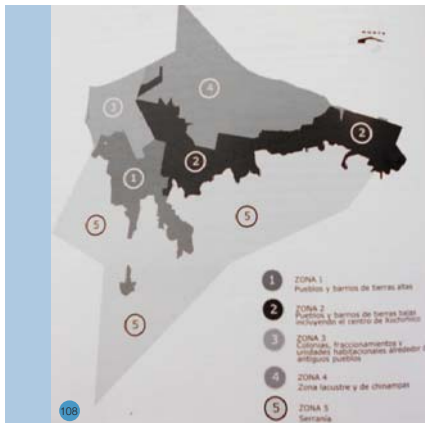 NORTE
4
3
2
2
1
5
5
5
1 ZONA 1
Pueblos y barrios de tierras altas
2 ZONA 2
Pueblos y barrios de tierras bajas
incluyendo el centro de Xochimilco
3 ZONA 3
Colonias, fraccionamientos y
unidades habitacionales alrededor d
antiguos pueblos
4 ZONA 4
Zona lacustre y de chinampas
5 ZONA 5
Serranía
108